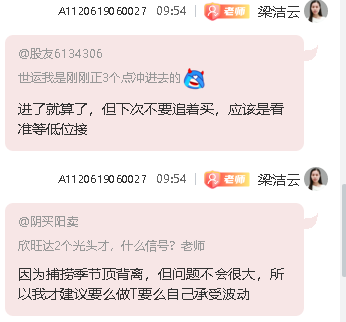 A1120619060027 09:54 | 老师 梁洁云
@股友6134306
世运我是刚刚正3个点冲进去的
进了就算了，但下次不要追着买，应该是看
准等低位接
A1120619060027 09:54 | 老师 梁洁云
@阴买阳卖
欣旺达2个光头才，什么信号？老师
因为捕捞季节顶背离，但问题不会很大，所
以我才建议要么做T要么自己承受波动